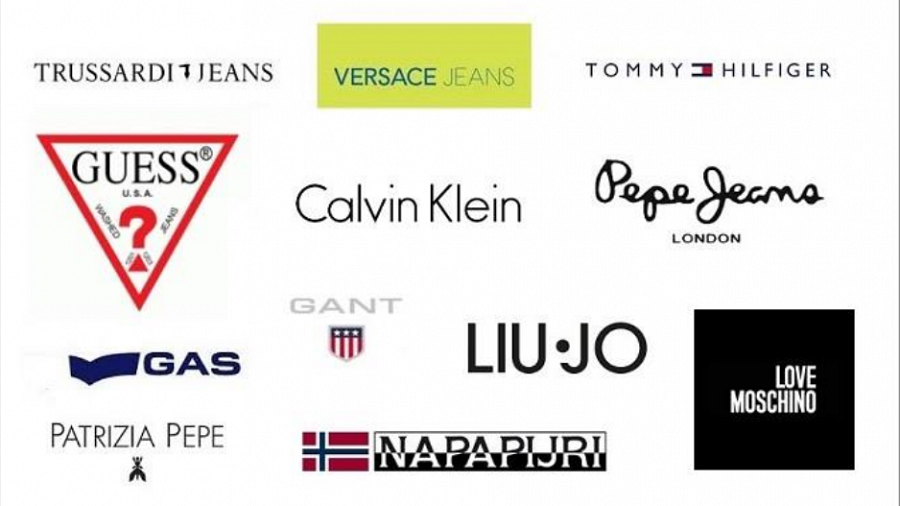 TRUSSARDI JEANS
VERSACE JEANS
TOMMY HILFIGER
GUESS®
U.S.A.
WASHED
JEANS
?
Calvin Klein
Pepe Jeans
LONDON
GANT
GAS
LIU·JO
LOVE
MOSCHINO
PATRIZIA PEPE
NAPAPIJRI